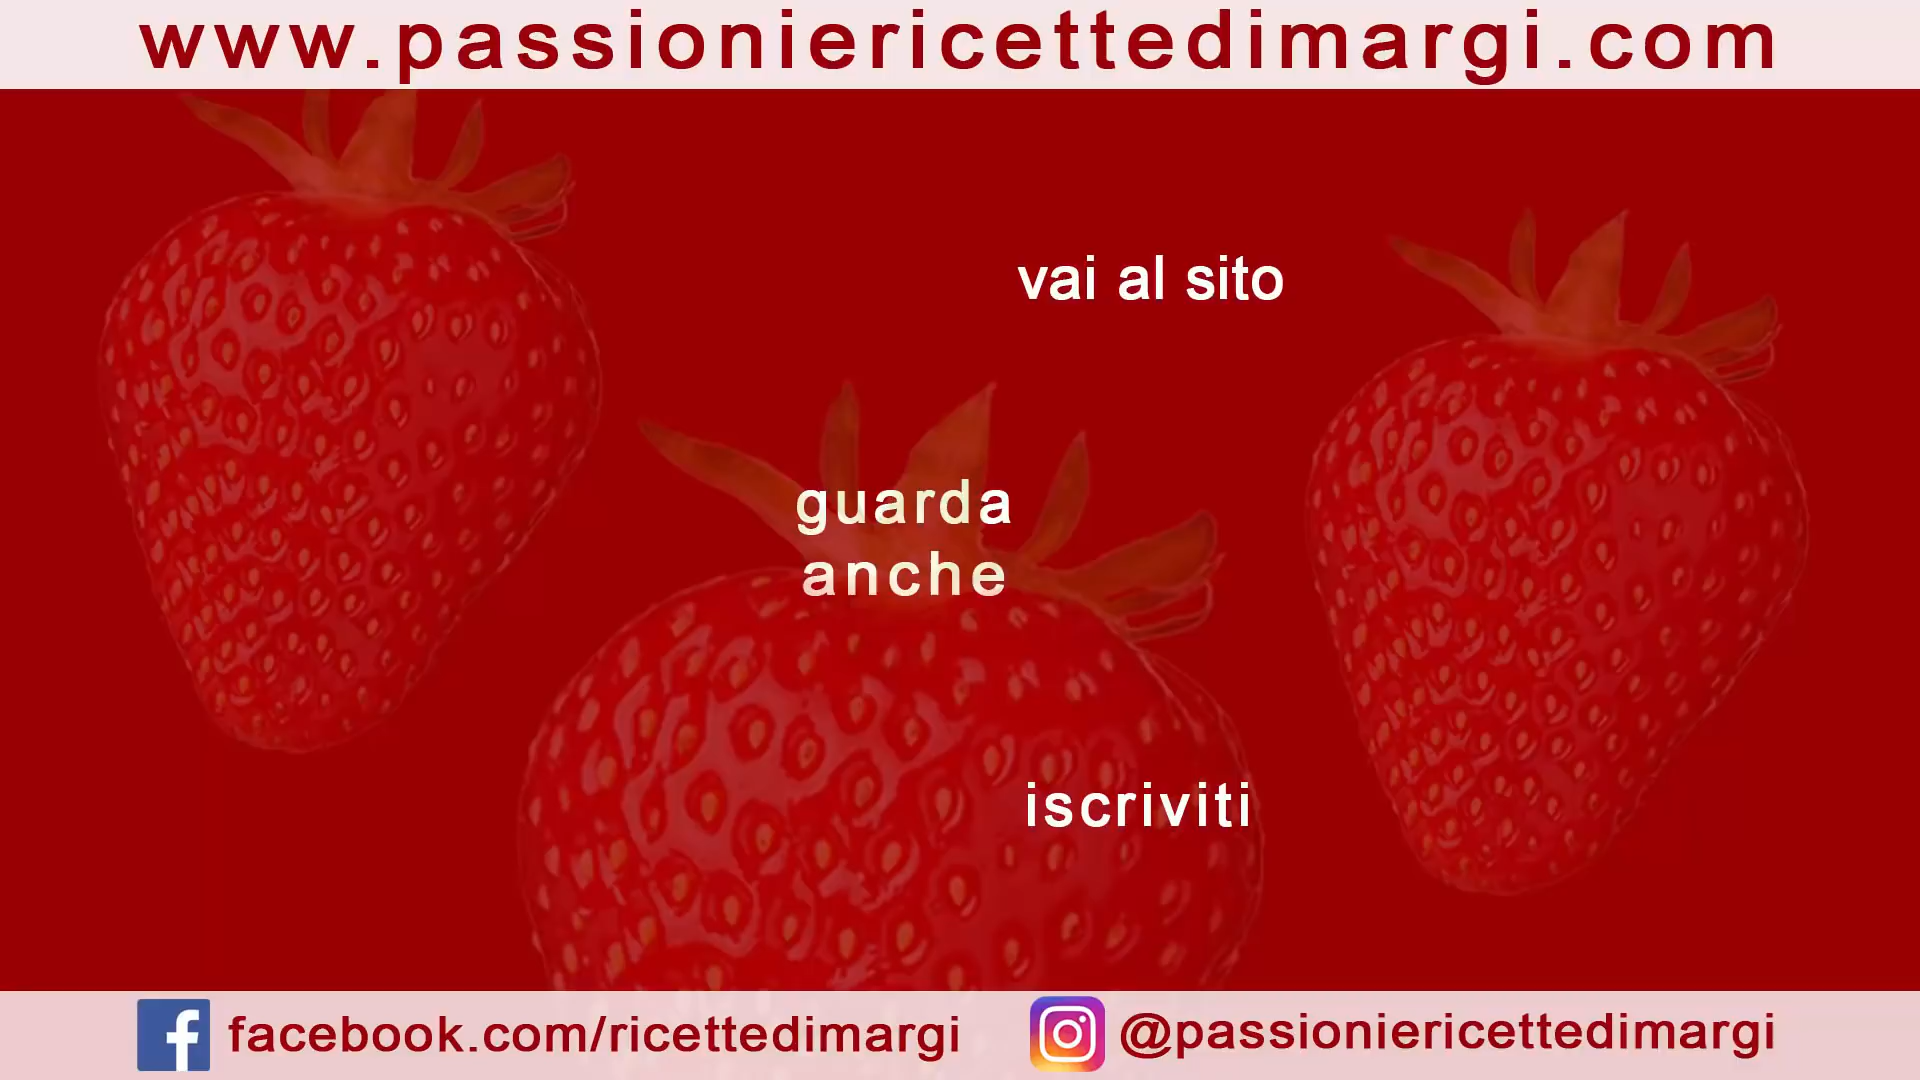 www.passioniericettedimargi.com
vai al sito
guarda
anche
iscriviti
facebook.com/ricettedimargi
@passioniericettedimargi